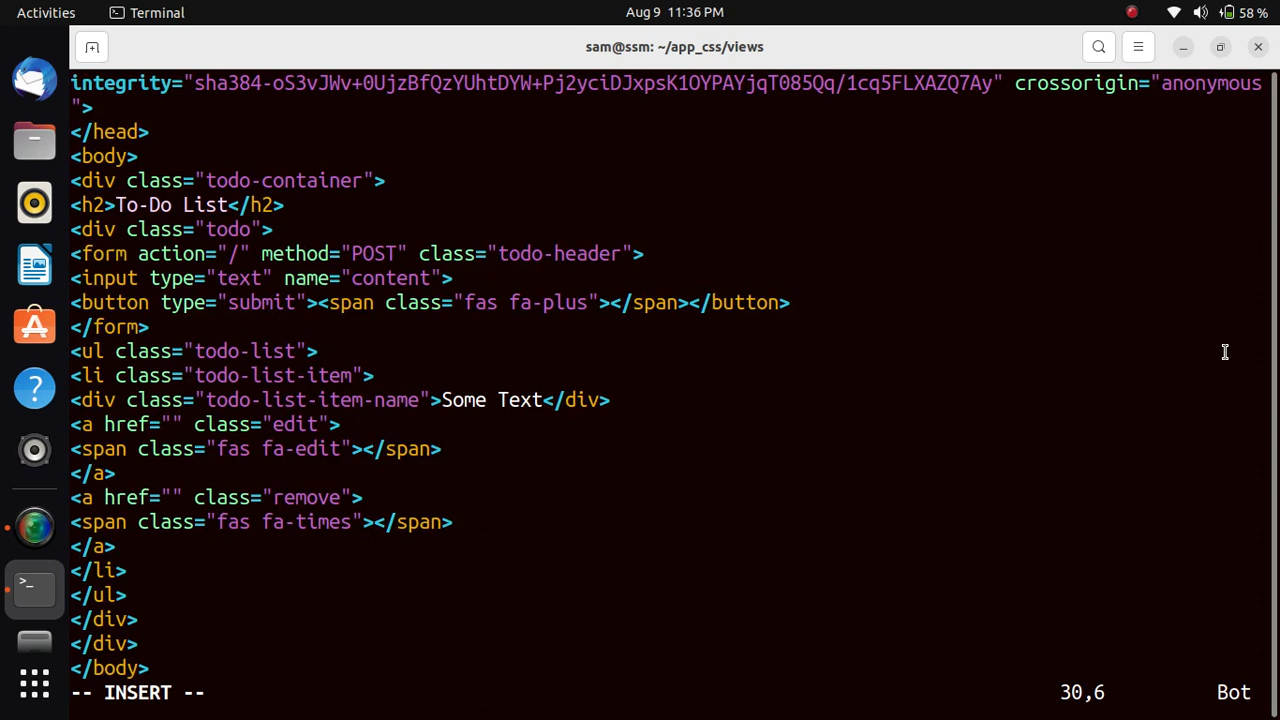 Activities Terminal Aug 9 11:36 PM 58 %
sam@ssm: ~/app_css/views
integrity="sha384-oS3vJWv+0UjzBfQzYUhtDYW+Pj2yciDJxpsK1OYPAYjqT085Qq/1cq5FLXAZQ7Ay" crossorigin="anonymous
">
</head>
<body>
<div class="todo-container">
<h2>To-Do List</h2>
<div class="todo">
<form action="/" method="POST" class="todo-header">
<input type="text" name="content">
<button type="submit"><span class="fas fa-plus"></span></button>
</form>
<ul class="todo-list">
<li class="todo-list-item">
<div class="todo-list-item-name">Some Text</div>
<a href="" class="edit">
<span class="fas fa-edit"></span>
</a>
<a href="" class="remove">
<span class="fas fa-times"></span>
</a>
</li>
</ul>
</div>
</div>
</body>
-- INSERT -- 30,6 Bot